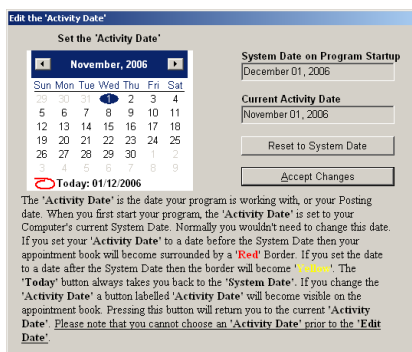 Edit the 'Activity Date'
Set the 'Activity Date'
November, 2006
Sun Mon Tue Wed Thu Fri Sat
29 30 31 1 2 3 4
5 6 7 8 9 10 11
12 13 14 15 16 17 18
19 20 21 22 23 24 25
26 27 28 29 30 1 2
3 4 5 6 7 8 9
Today: 01/12/2006
System Date on Program Startup
December 01, 2006
Current Activity Date
November 01, 2006
Reset to System Date
Accept Changes
The 'Activity Date' is the date your program is working with, or your Posting
date. When you first start your program, the 'Activity Date' is set to your
Computer's current System Date. Normally you wouldn't need to change this date.
If you set your 'Activity Date' to a date before the System Date then your
appointment book will become surrounded by a 'Red' Border. If you set the date
to a date after the System Date then the border will become 'Yellow'. The
'Today' button always takes you back to the 'System Date'. If you change the
'Activity Date' a button labelled 'Activity Date' will become visible on the
appointment book. Pressing this button will return you to the current 'Activity
Date'. Please note that you cannot choose an 'Activity Date' prior to the 'Edit
Date'.